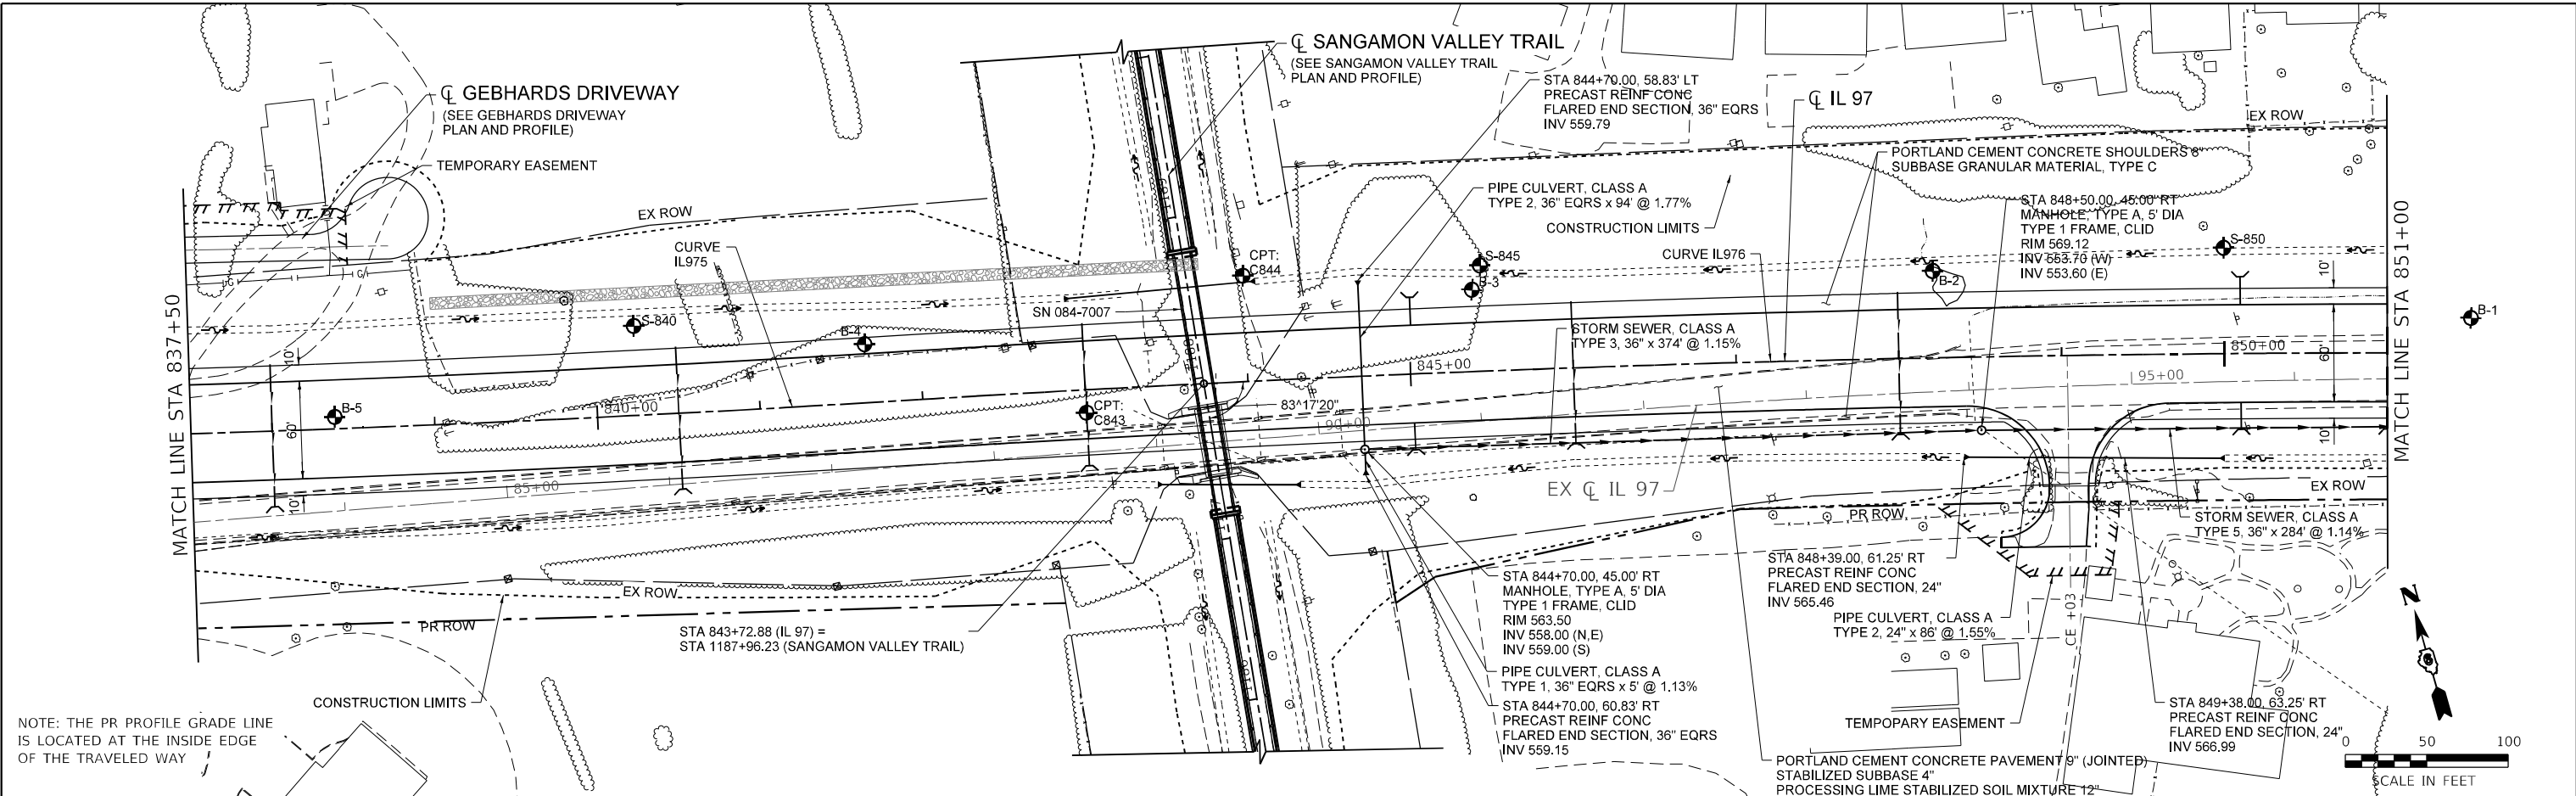 ℄ GEBHARDS DRIVEWAY
(SEE GEBHARDS DRIVEWAY
PLAN AND PROFILE)
TEMPORARY EASEMENT
℄ SANGAMON VALLEY TRAIL
(SEE SANGAMON VALLEY TRAIL
PLAN AND PROFILE)
STA 844+70.00, 58.83' LT
PRECAST REINF CONC
FLARED END SECTION, 36" EQRS
INV 559.79
℄ IL 97
EX ROW
PORTLAND CEMENT CONCRETE SHOULDERS 8"
SUBBASE GRANULAR MATERIAL, TYPE C
PIPE CULVERT, CLASS A
TYPE 2, 36" EQRS x 94' @ 1.77%
CONSTRUCTION LIMITS
STA 848+50.00, 45.00' RT
MANHOLE, TYPE A, 5' DIA
TYPE 1 FRAME, CLID
RIM 569.12
INV 553.70 (W)
INV 553.60 (E)
EX ROW
CURVE
IL975
CPT:
C844
S-845
B-3
CURVE IL976
B-2
S-850
10'
B-1
MATCH LINE STA 837+50
MATCH LINE STA 851+00
S-840
B-4
SN 084-7007
STORM SEWER, CLASS A
TYPE 3, 36" x 374' @ 1.15%
845+00
850+00
60'
95+00
10'
10'
60'
10'
B-5
840+00
CPT:
C843
83^17'20"
90+00
85+00
EX ℄ IL 97
EX ROW
PR ROW
STORM SEWER, CLASS A
TYPE 5, 36" x 284' @ 1.14%
STA 848+39.00, 61.25' RT
PRECAST REINF CONC
FLARED END SECTION, 24"
INV 565.46
PIPE CULVERT, CLASS A
TYPE 2, 24" x 86' @ 1.55%
CE +03
STA 844+70.00, 45.00' RT
MANHOLE, TYPE A, 5' DIA
TYPE 1 FRAME, CLID
RIM 563.50
INV 558.00 (N,E)
INV 559.00 (S)
PIPE CULVERT, CLASS A
TYPE 1, 36" EQRS x 5' @ 1.13%
STA 844+70.00, 60.83' RT
PRECAST REINF CONC
FLARED END SECTION, 36" EQRS
INV 559.15
EX ROW
PR ROW
STA 843+72.88 (IL 97) =
STA 1187+96.23 (SANGAMON VALLEY TRAIL)
CONSTRUCTION LIMITS
NOTE: THE PR PROFILE GRADE LINE
IS LOCATED AT THE INSIDE EDGE
OF THE TRAVELED WAY
TEMPOPARY EASEMENT
STA 849+38.00, 63.25' RT
PRECAST REINF CONC
FLARED END SECTION, 24"
INV 566.99
PORTLAND CEMENT CONCRETE PAVEMENT 9" (JOINTED)
STABILIZED SUBBASE 4"
PROCESSING LIME STABILIZED SOIL MIXTURE 12"
N
0 50 100
SCALE IN FEET